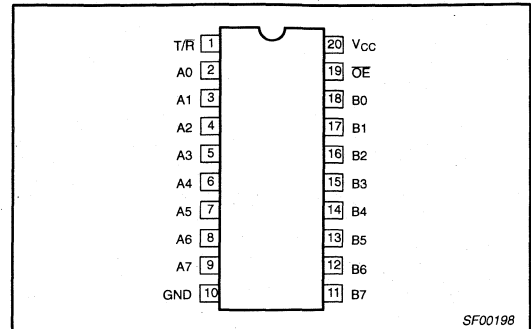 T/R̅ 1 20 VCC
A0 2 19 O̅E̅
A1 3 18 B0
A2 4 17 B1
A3 5 16 B2
A4 6 15 B3
A5 7 14 B4
A6 8 13 B5
A7 9 12 B6
GND 10 11 B7
SF00198